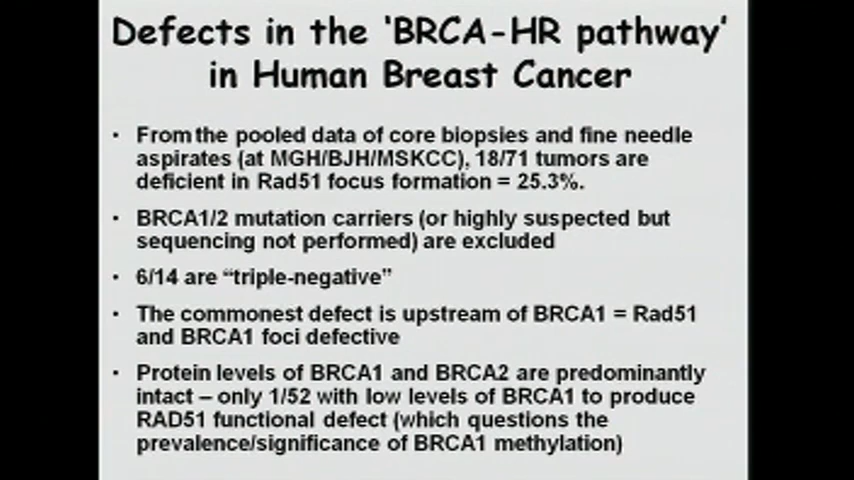 Defects in the ‘BRCA-HR pathway’
in Human Breast Cancer
• From the pooled data of core biopsies and fine needle
aspirates (at MGH/BJH/MSKCC), 18/71 tumors are
deficient in Rad51 focus formation = 25.3%.
• BRCA1/2 mutation carriers (or highly suspected but
sequencing not performed) are excluded
• 6/14 are “triple-negative”
• The commonest defect is upstream of BRCA1 = Rad51
and BRCA1 foci defective
• Protein levels of BRCA1 and BRCA2 are predominantly
intact – only 1/52 with low levels of BRCA1 to produce
RAD51 functional defect (which questions the
prevalence/significance of BRCA1 methylation)